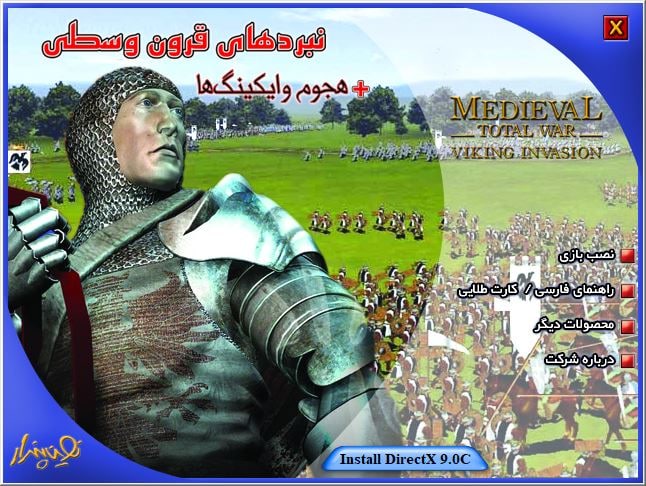 X
نبردهای قرون وسطی
+ هجوم وایکینگ‌ها
MEDIEVAL
TOTAL WAR
VIKING INVASION
نصب بازی
راهنمای فارسی / کارت طلایی
محصولات دیگر
درباره شرکت
Install DirectX 9.0C